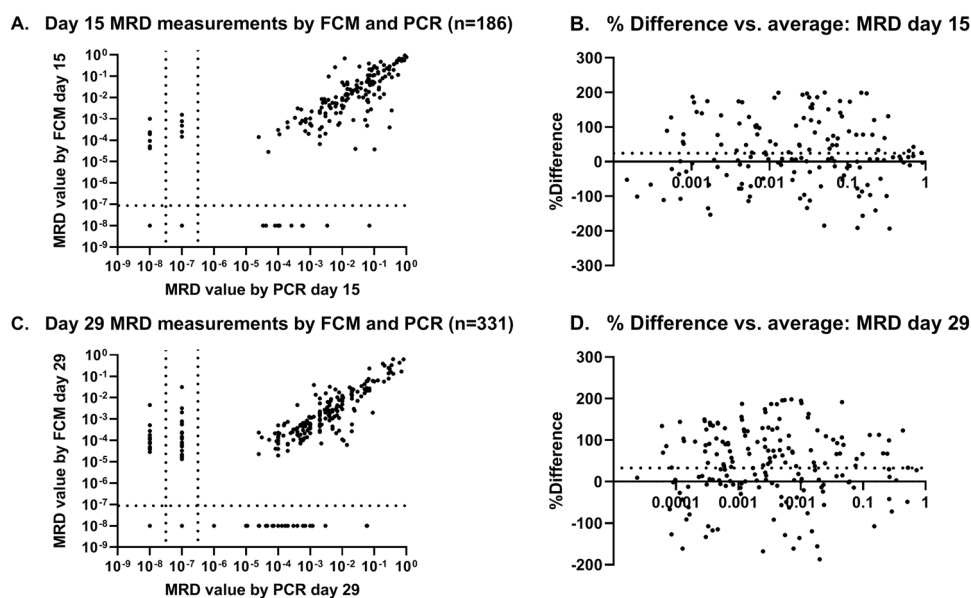 A. Day 15 MRD measurements by FCM and PCR (n=186)
MRD value by FCM day 15
10⁰
10⁻¹
10⁻²
10⁻³
10⁻⁴
10⁻⁵
10⁻⁶
10⁻⁷
10⁻⁸
10⁻⁹
10⁻⁹ 10⁻⁸ 10⁻⁷ 10⁻⁶ 10⁻⁵ 10⁻⁴ 10⁻³ 10⁻² 10⁻¹ 10⁰
MRD value by PCR day 15
B. % Difference vs. average: MRD day 15
%Difference
300
200
100
0
-100
-200
-300
0.001 0.01 0.1 1
C. Day 29 MRD measurements by FCM and PCR (n=331)
MRD value by FCM day 29
10⁰
10⁻¹
10⁻²
10⁻³
10⁻⁴
10⁻⁵
10⁻⁶
10⁻⁷
10⁻⁸
10⁻⁹
10⁻⁹ 10⁻⁸ 10⁻⁷ 10⁻⁶ 10⁻⁵ 10⁻⁴ 10⁻³ 10⁻² 10⁻¹ 10⁰
MRD value by PCR day 29
D. % Difference vs. average: MRD day 29
%Difference
300
200
100
0
-100
-200
0.0001 0.001 0.01 0.1 1